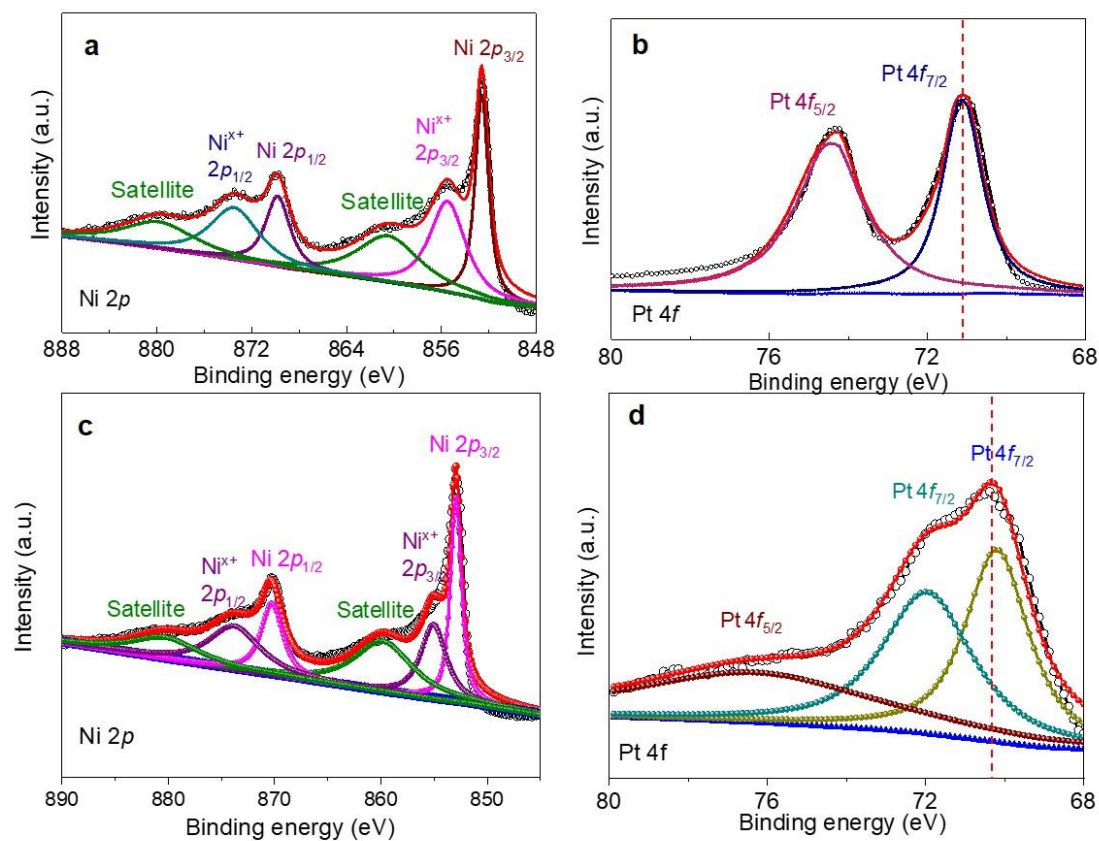 a
Ni 2p3/2
Nix+
2p1/2
Ni 2p1/2
Nix+
2p3/2
Satellite
Satellite
Ni 2p
Intensity (a.u.)
888 880 872 864 856 848
Binding energy (eV)
b
Pt 4f7/2
Pt 4f5/2
Pt 4f
Intensity (a.u.)
80 76 72 68
Binding energy (eV)
c
Ni 2p3/2
Nix+
2p1/2
Ni 2p1/2
Nix+
2p3/2
Satellite
Satellite
Ni 2p
Intensity (a.u.)
890 880 870 860 850
Binding energy (eV)
d
Pt 4f7/2
Pt 4f7/2
Pt 4f5/2
Pt 4f
Intensity (a.u.)
80 76 72 68
Binding energy (eV)